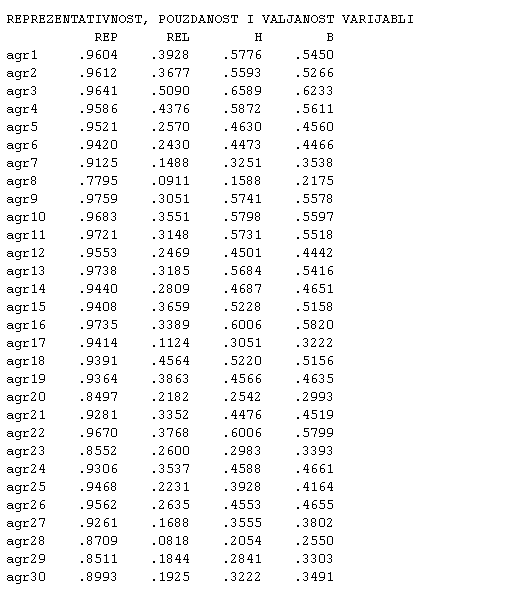 REPREZENTATIVNOST, POUZDANOST I VALJANOST VARIJABLI
REP REL H B
agr1 .9604 .3928 .5776 .5450
agr2 .9612 .3677 .5593 .5266
agr3 .9641 .5090 .6589 .6233
agr4 .9586 .4376 .5872 .5611
agr5 .9521 .2570 .4630 .4560
agr6 .9420 .2430 .4473 .4466
agr7 .9125 .1488 .3251 .3538
agr8 .7795 .0911 .1588 .2175
agr9 .9759 .3051 .5741 .5578
agr10 .9683 .3551 .5798 .5597
agr11 .9721 .3148 .5731 .5518
agr12 .9553 .2469 .4501 .4442
agr13 .9738 .3185 .5684 .5416
agr14 .9440 .2809 .4687 .4651
agr15 .9408 .3659 .5228 .5158
agr16 .9735 .3389 .6006 .5820
agr17 .9414 .1124 .3051 .3222
agr18 .9391 .4564 .5220 .5156
agr19 .9364 .3863 .4566 .4635
agr20 .8497 .2182 .2542 .2993
agr21 .9281 .3352 .4476 .4519
agr22 .9670 .3768 .6006 .5799
agr23 .8552 .2600 .2983 .3393
agr24 .9306 .3537 .4588 .4661
agr25 .9468 .2231 .3928 .4164
agr26 .9562 .2635 .4553 .4655
agr27 .9261 .1688 .3555 .3802
agr28 .8709 .0818 .2054 .2550
agr29 .8511 .1844 .2841 .3303
agr30 .8993 .1925 .3222 .3491